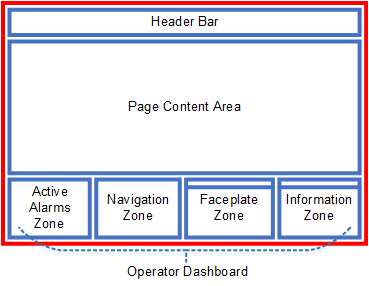 Header Bar
Page Content Area
Active
Alarms
Zone
Navigation
Zone
Faceplate
Zone
Information
Zone
Operator Dashboard